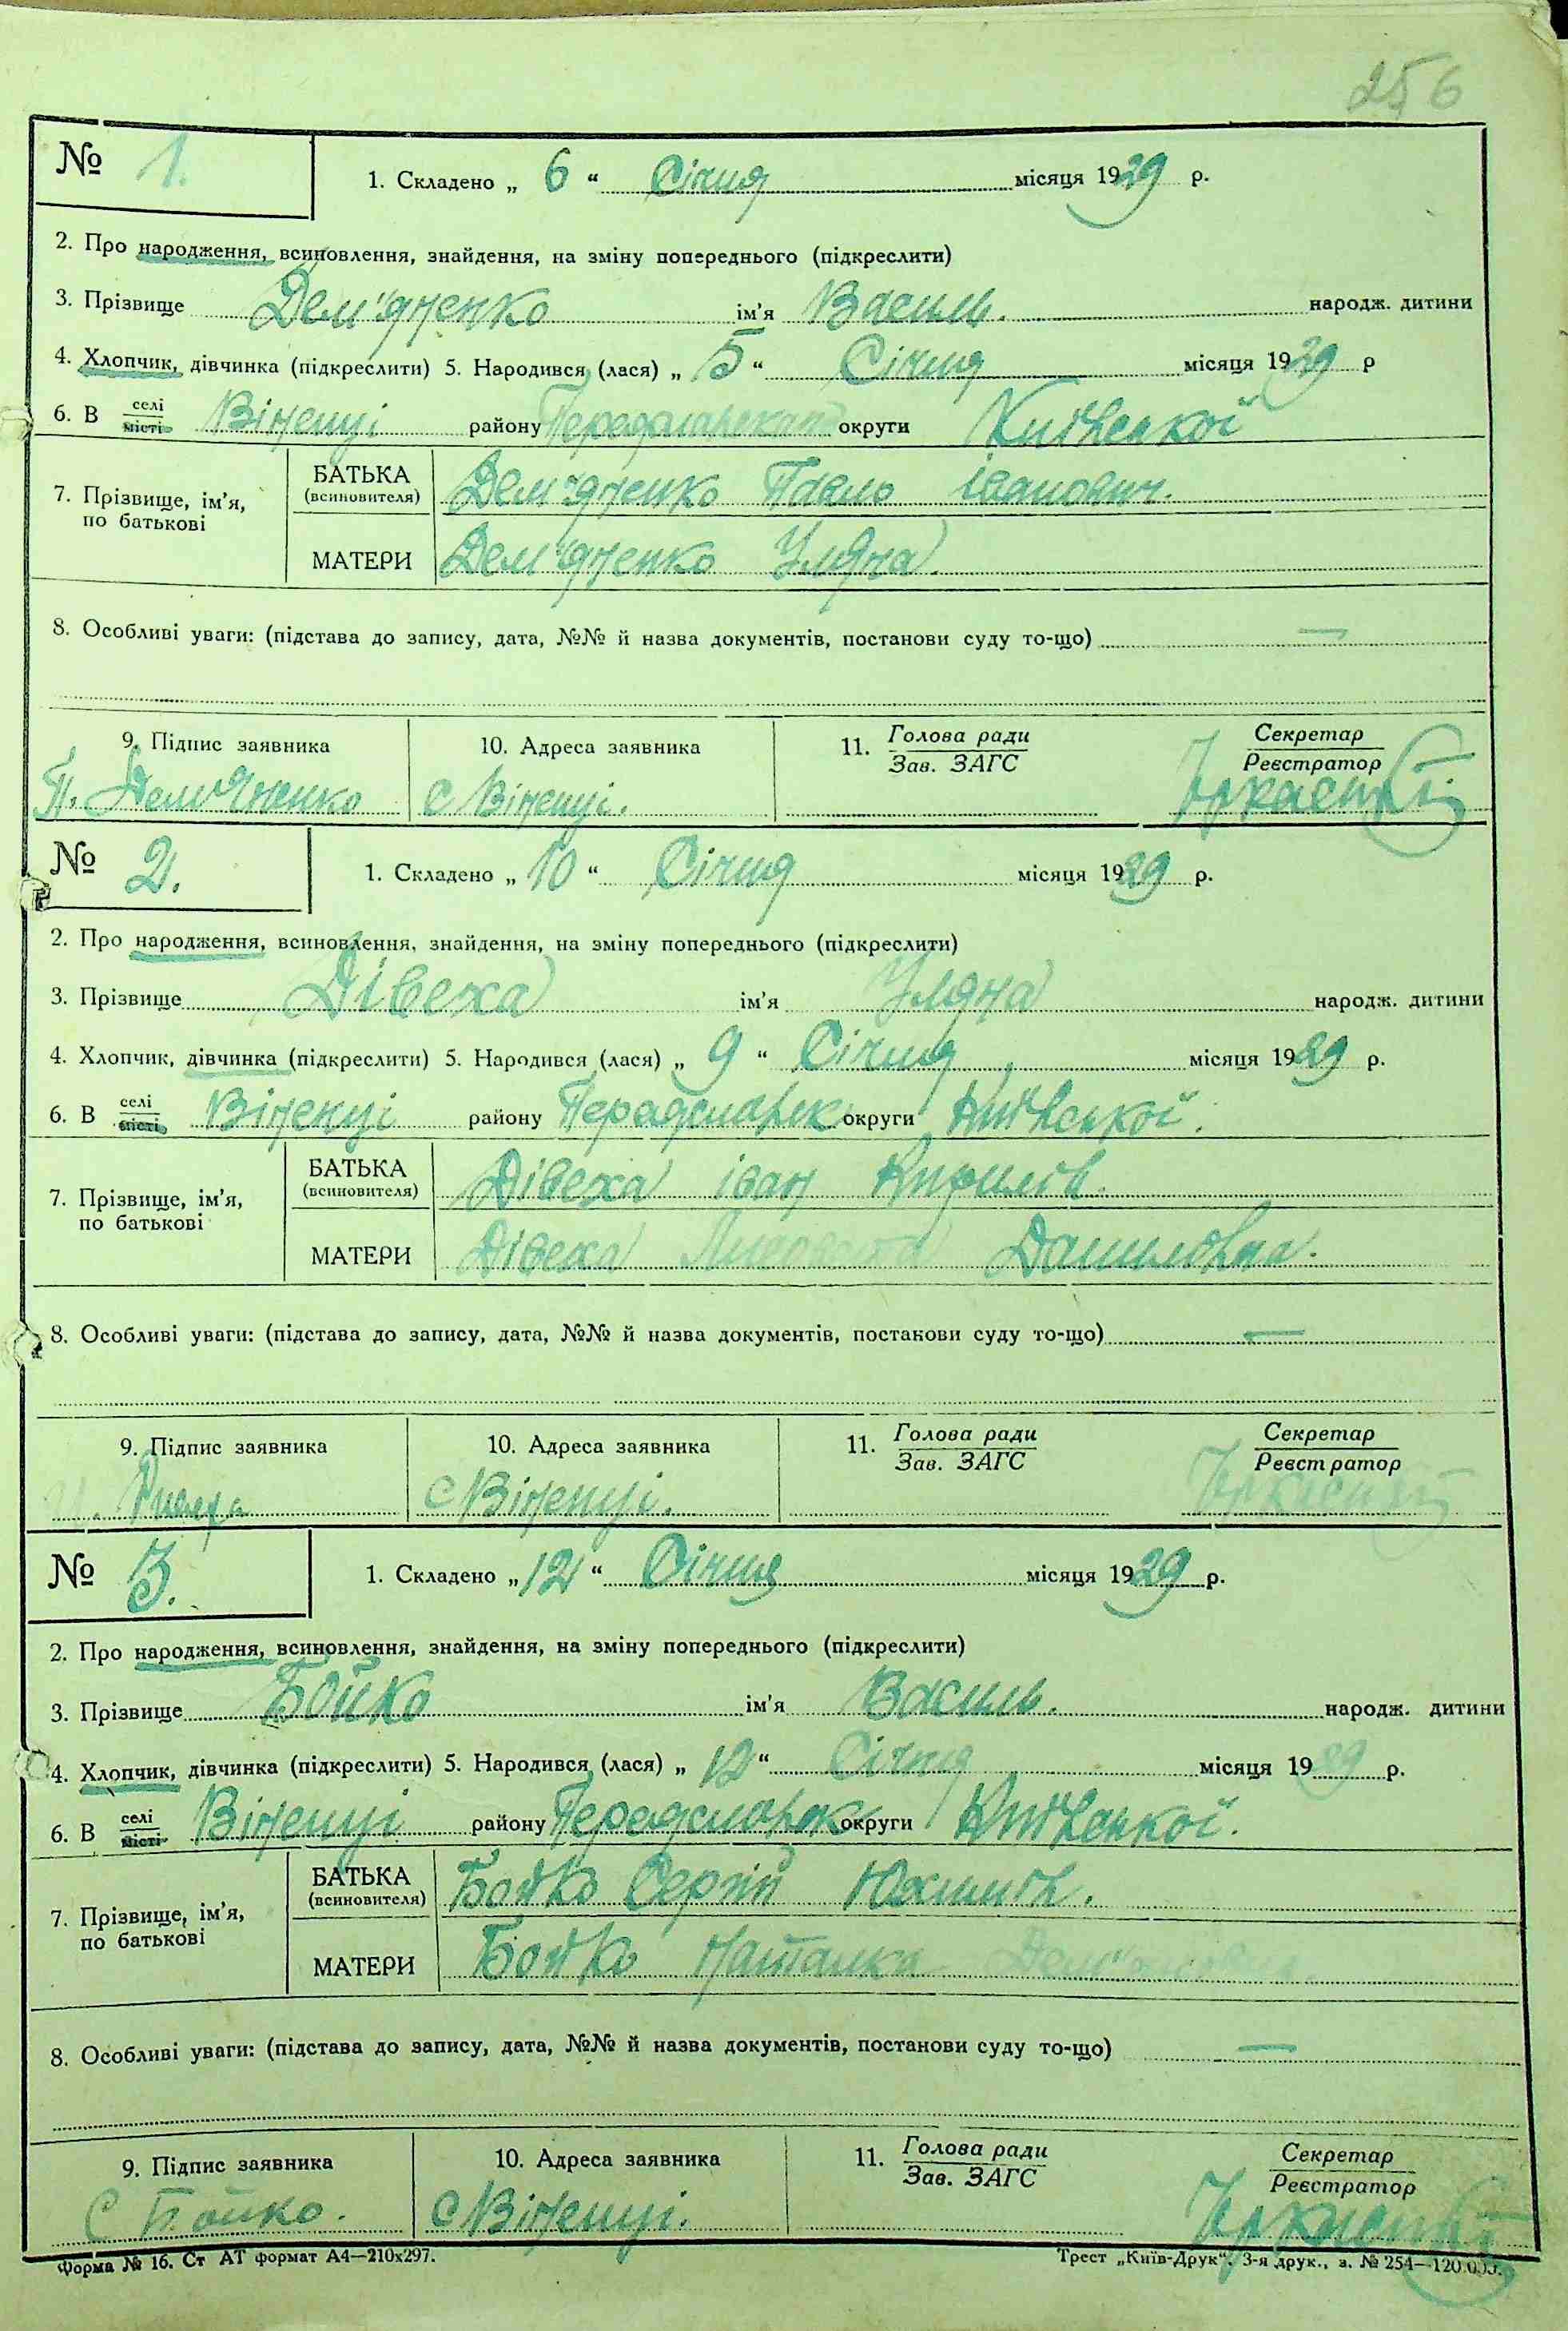 256
№ 1. 1. Складено „ 6 “ Січня місяця 1929 р.
2. Про народження, всиновлення, знайдення, на зміну попереднього (підкреслити)
3. Прізвище Дем'яненко ім'я Василь. народж. дитини
4. Хлопчик, дівчинка (підкреслити) 5. Народився (лася) „ 5 “ Січня місяця 1929 р
6. В селі місті Віненці району округи Київської
7. Прізвище, ім'я, по батькові БАТЬКА (всиновителя) Дем'яненко Павло Іванович.
МАТЕРИ Дем'яненко Уляна
8. Особливі уваги: (підстава до запису, дата, №№ й назва документів, постанови суду то-що) —
9. Підпис заявника 10. Адреса заявника 11. Голова ради Зав. ЗАГС Секретар Реєстратор
П. Дем'яненко с Віненці.
№ 2. 1. Складено „ 10 “ Січня місяця 1929 р.
2. Про народження, всиновлення, знайдення, на зміну попереднього (підкреслити)
3. Прізвище Дівеха ім'я Уляна народж. дитини
4. Хлопчик, дівчинка (підкреслити) 5. Народився (лася) „ 9 “ Січня місяця 1929 р.
6. В селі місті Віненці району округи Київської.
7. Прізвище, ім'я, по батькові БАТЬКА (всиновителя) Дівеха Іван Кирилів.
МАТЕРИ Дівеха Данилівна.
8. Особливі уваги: (підстава до запису, дата, №№ й назва документів, постанови суду то-що) —
9. Підпис заявника 10. Адреса заявника 11. Голова ради Зав. ЗАГС Секретар Реєстратор
с Віненці.
№ 3. 1. Складено „ 12 “ Січня місяця 1929 р.
2. Про народження, всиновлення, знайдення, на зміну попереднього (підкреслити)
3. Прізвище Бойко ім'я Василь. народж. дитини
4. Хлопчик, дівчинка (підкреслити) 5. Народився (лася) „ 12 “ Січня місяця 1929 р.
6. В селі місті Віненці району округи Київської.
7. Прізвище, ім'я, по батькові БАТЬКА (всиновителя) Бойко Сергій Юхимів.
МАТЕРИ Бойко Наталка
8. Особливі уваги: (підстава до запису, дата, №№ й назва документів, постанови суду то-що) —
9. Підпис заявника 10. Адреса заявника 11. Голова ради Зав. ЗАГС Секретар Реєстратор
С Бойко. с Віненці.
Форма № 16. Ст АТ формат А4—210х297. Трест „Київ-Друк“. 3-я друк., з. № 254—120.000.